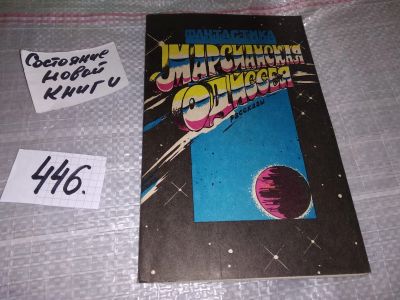 Состояние
новой
книги
446.
ФАНТАСТИКА
МАРСИАНСКАЯ
ОДИССЕЯ
РАССКАЗЫ